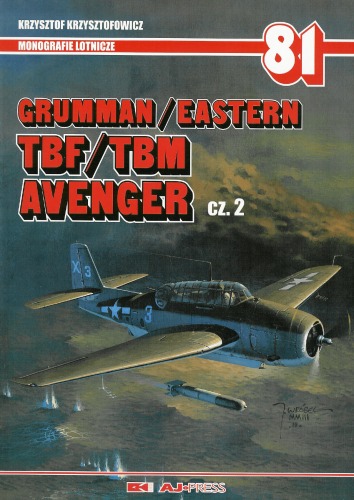 KRZYSZTOF KRZYSZTOFOWICZ
MONOGRAFIE LOTNICZE
81
GRUMMAN/EASTERN
TBF/TBM
AVENGER cz. 2
X 3
3
AJ-PRESS